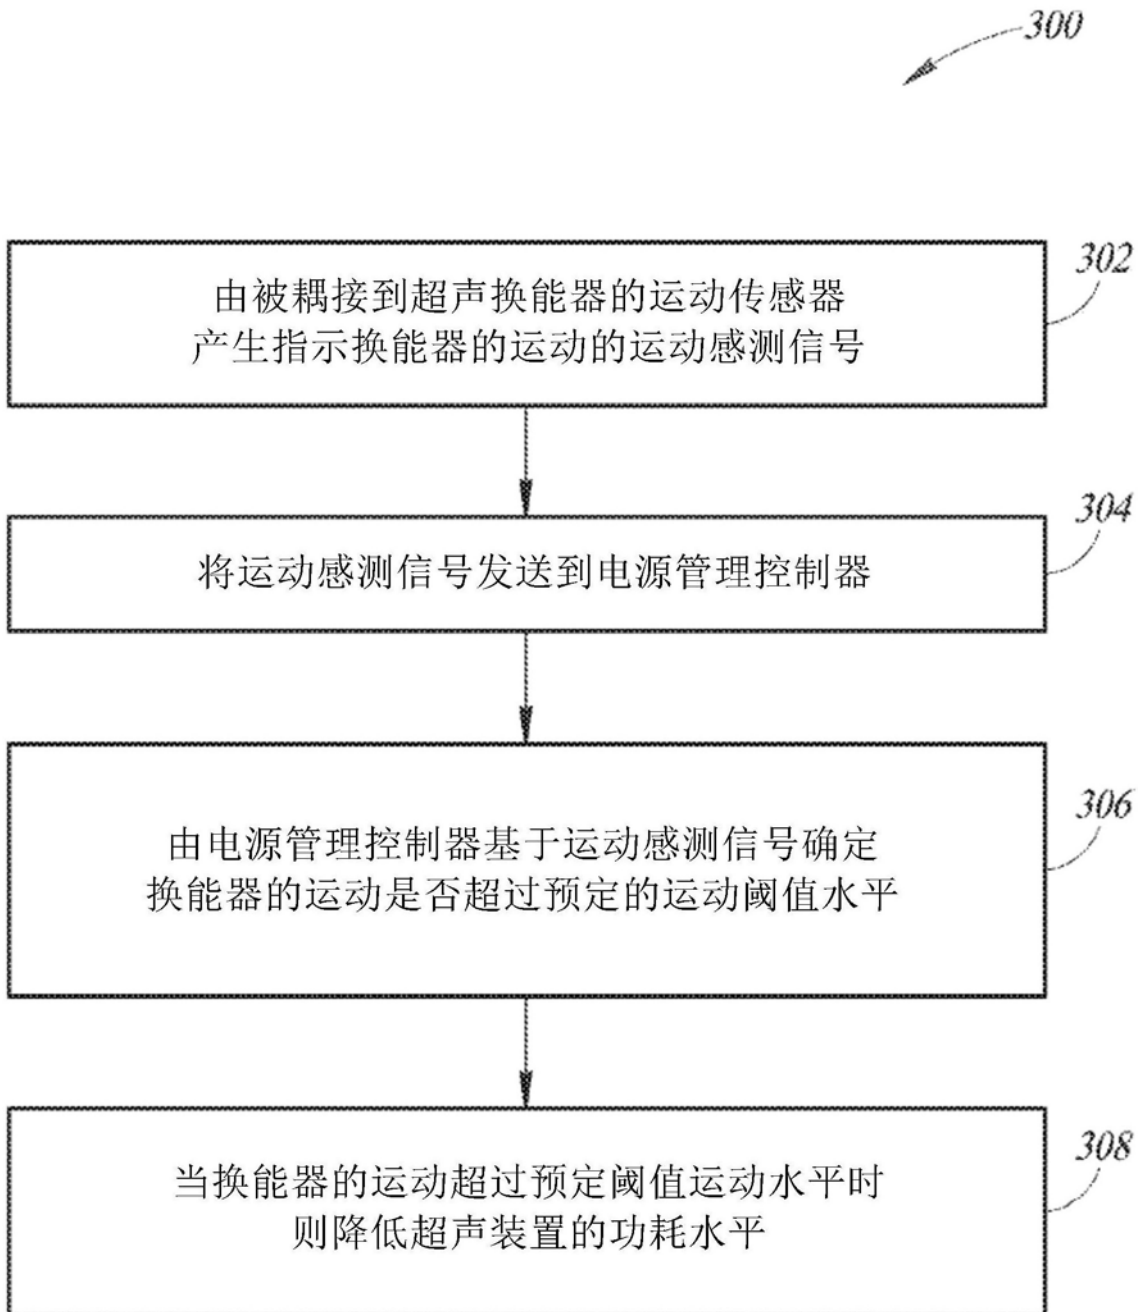 300
302
由被耦接到超声换能器的运动传感器
产生指示换能器的运动的运动感测信号
304
将运动感测信号发送到电源管理控制器
306
由电源管理控制器基于运动感测信号确定
换能器的运动是否超过预定的运动阈值水平
308
当换能器的运动超过预定阈值运动水平时
则降低超声装置的功耗水平